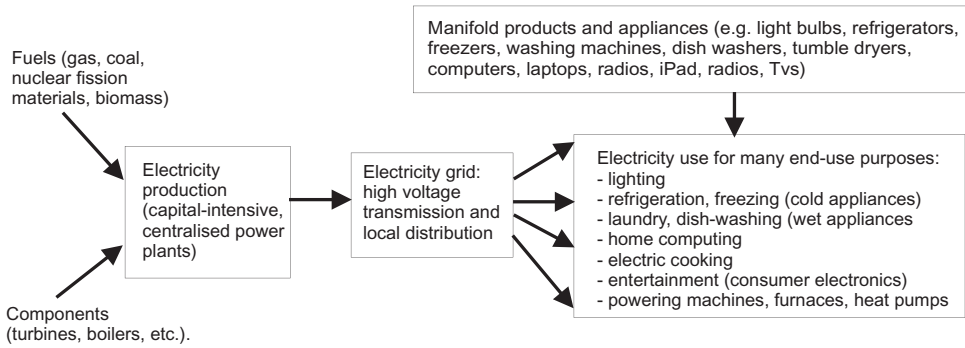 Manifold products and appliances (e.g. light bulbs, refrigerators,
freezers, washing machines, dish washers, tumble dryers,
computers, laptops, radios, iPad, radios, Tvs)
Fuels (gas, coal,
nuclear fission
materials, biomass)
Electricity
production
(capital-intensive,
centralised power
plants)
Electricity grid:
high voltage
transmission and
local distribution
Electricity use for many end-use purposes:
- lighting
- refrigeration, freezing (cold appliances)
- laundry, dish-washing (wet appliances
- home computing
- electric cooking
- entertainment (consumer electronics)
- powering machines, furnaces, heat pumps
Components
(turbines, boilers, etc.).